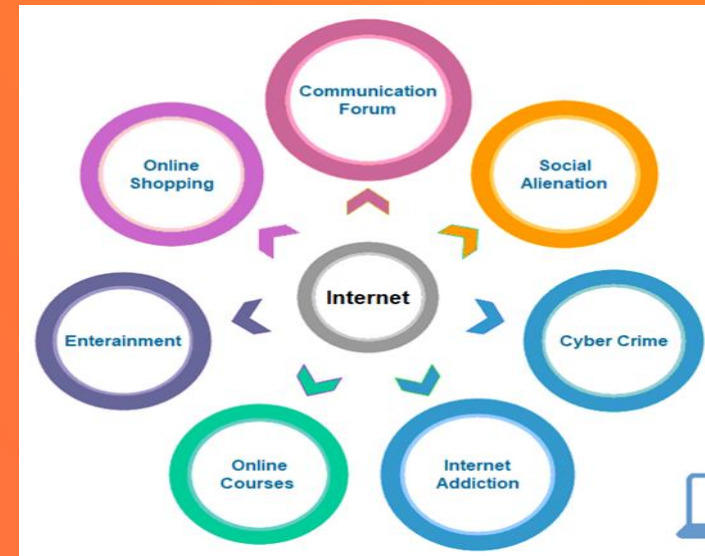 Communication
Forum
Online
Shopping
Social
Alienation
Internet
Enterainment
Cyber Crime
Online
Courses
Internet
Addiction